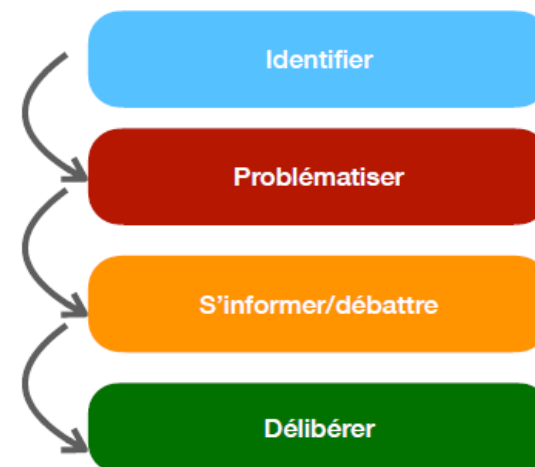 Identifier
Problématiser
S'informer/débattre
Délibérer